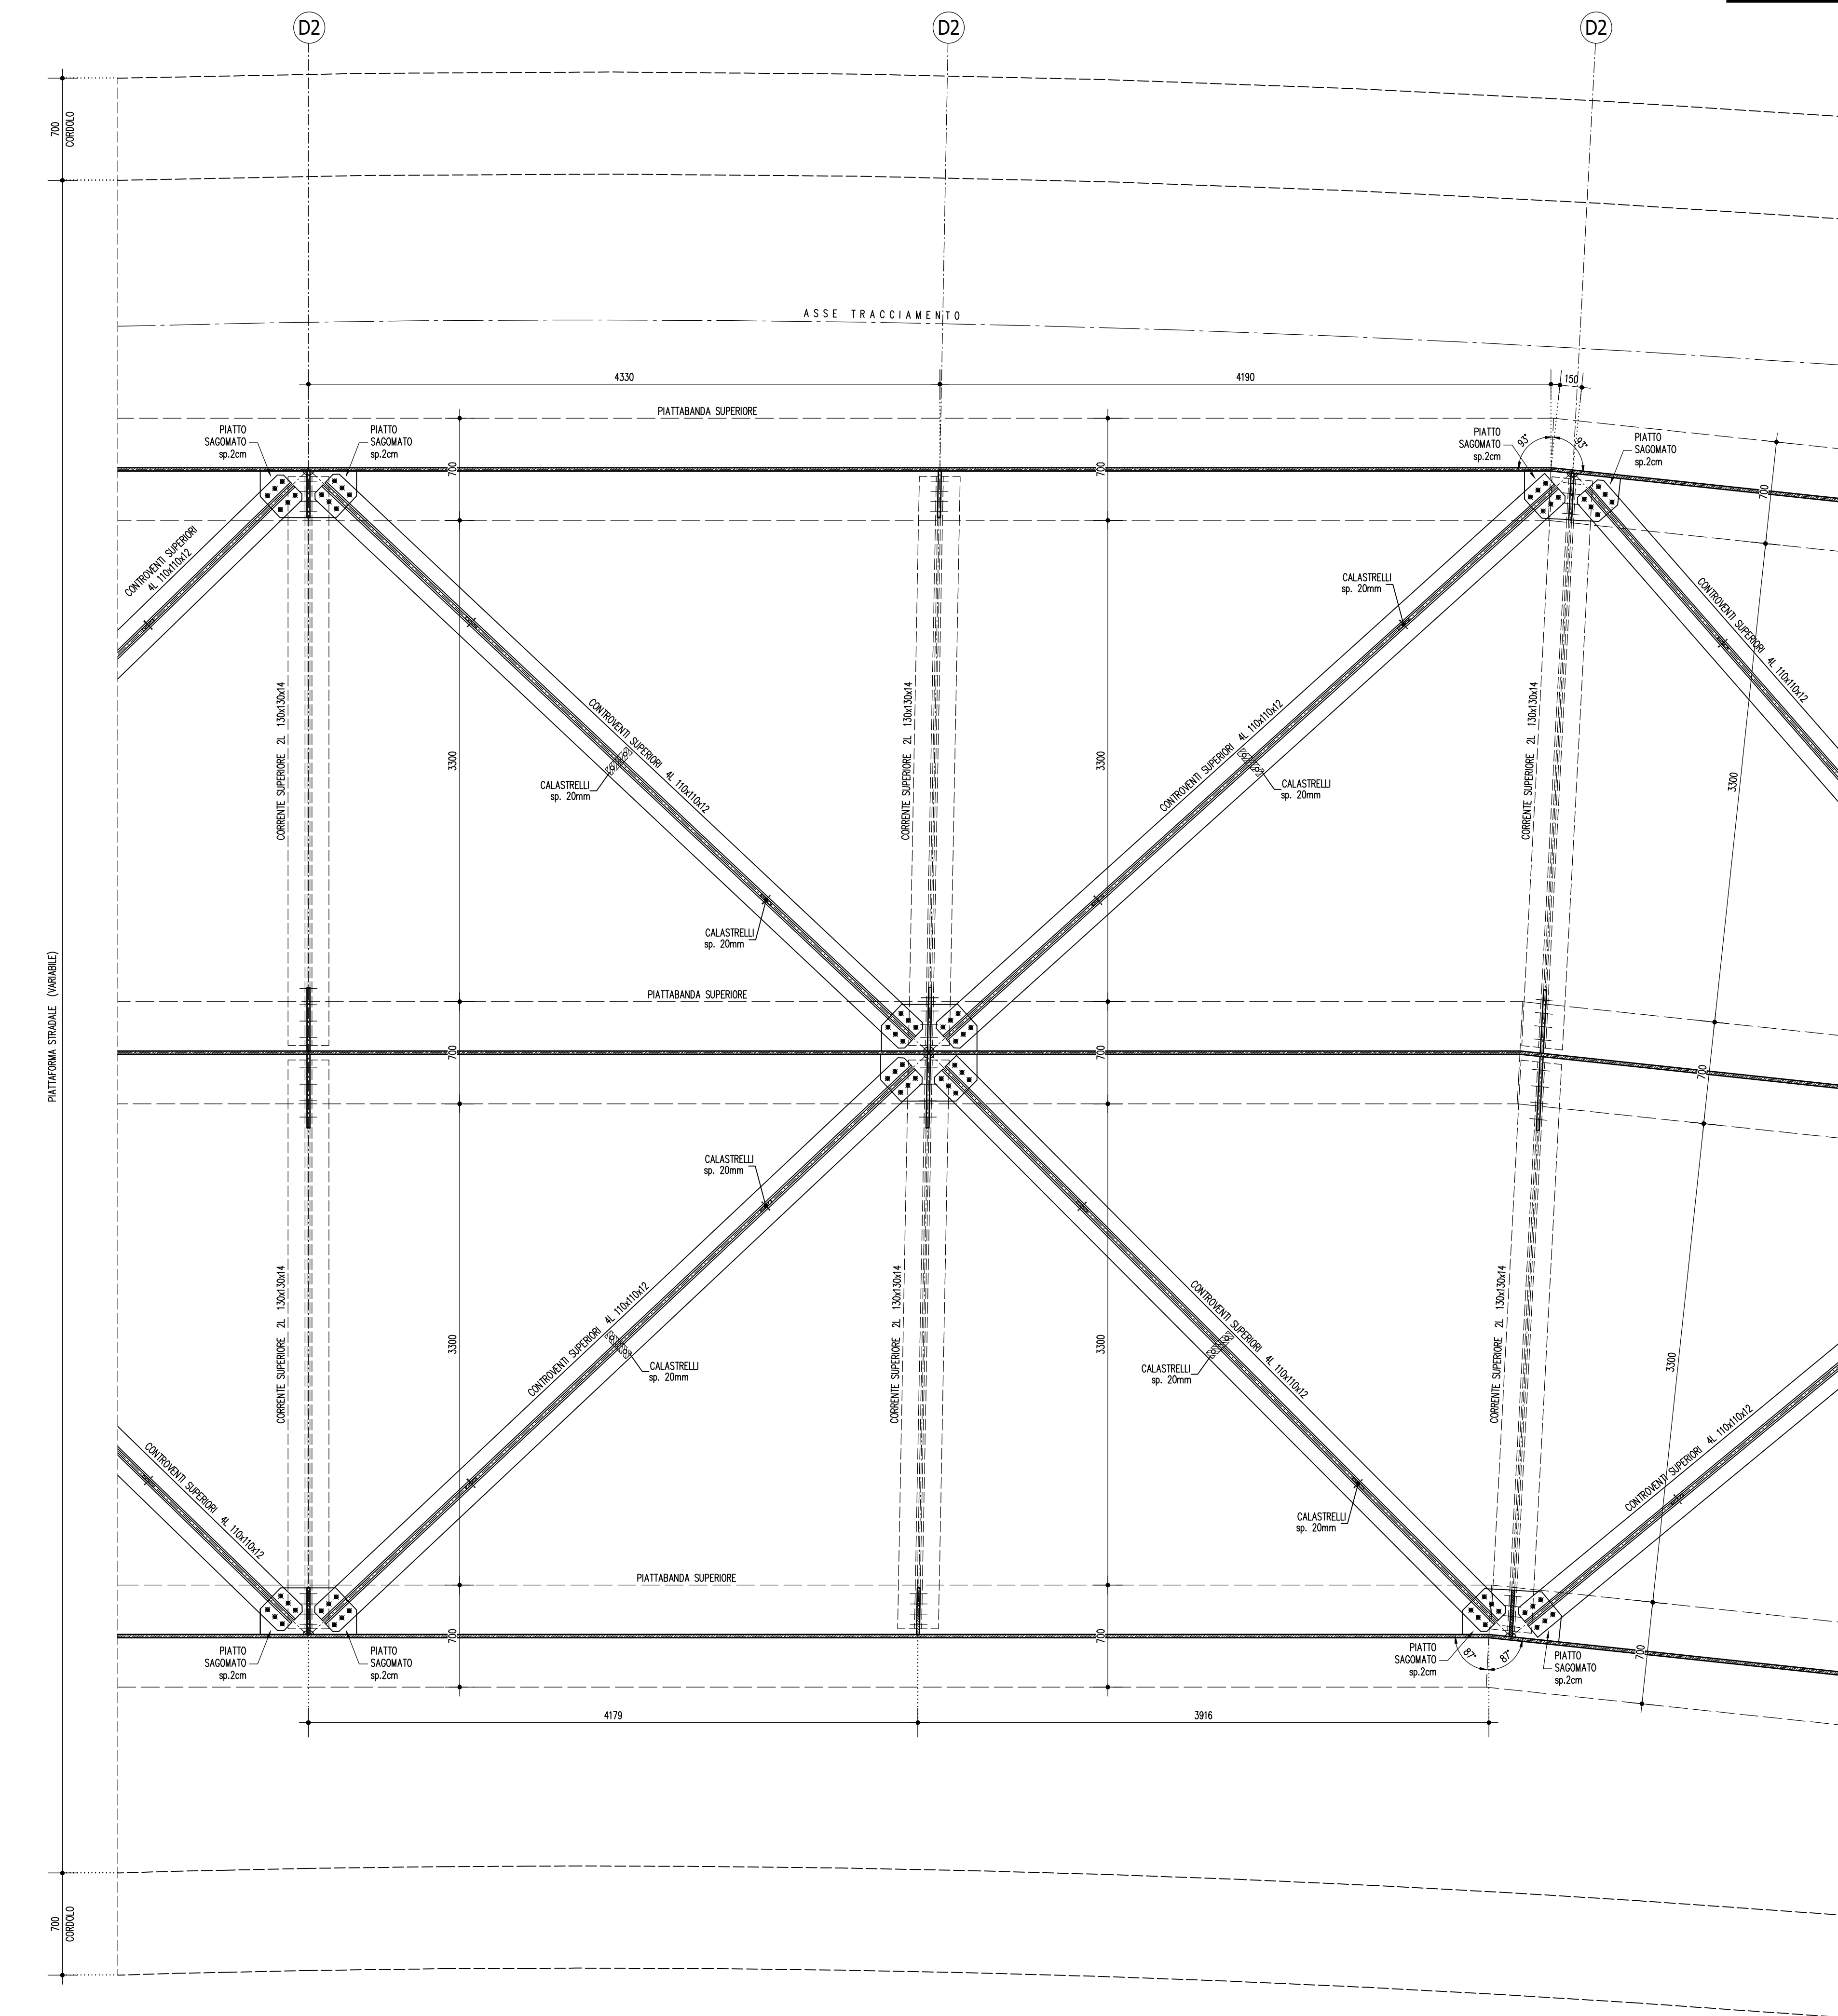 D2
D2
D2
700
CORDOLO
ASSE TRACCIAMENTO
4330
4190
150
PIATTABANDA SUPERIORE
PIATTO
SAGOMATO
sp.2cm
PIATTO
SAGOMATO
sp.2cm
PIATTO
SAGOMATO
sp.2cm
93°
93°
PIATTO
SAGOMATO
sp.2cm
700
700
700
CONTROVENTI SUPERIORI
4L 110x110x12
CALASTRELLI
sp. 20mm
CONTROVENTI SUPERIORI 4L 110x110x12
CORRENTE SUPERIORE 2L 130x130x14
CONTROVENTI SUPERIORI 4L 110x110x12
CORRENTE SUPERIORE 2L 130x130x14
CONTROVENTI SUPERIORI 4L 110x110x12
CORRENTE SUPERIORE 2L 130x130x14
3300
3300
3300
CALASTRELLI
sp. 20mm
CALASTRELLI
sp. 20mm
CALASTRELLI
sp. 20mm
PIATTAFORMA STRADALE (VARIABILE)
PIATTABANDA SUPERIORE
700
700
700
CALASTRELLI
sp. 20mm
CORRENTE SUPERIORE 2L 130x130x14
CONTROVENTI SUPERIORI 4L 110x110x12
CORRENTE SUPERIORE 2L 130x130x14
CONTROVENTI SUPERIORI 4L 110x110x12
CORRENTE SUPERIORE 2L 130x130x14
3300
3300
3300
CALASTRELLI
sp. 20mm
CALASTRELLI
sp. 20mm
CONTROVENTI SUPERIORI 4L 110x110x12
CONTROVENTI SUPERIORI 4L 110x110x12
CALASTRELLI
sp. 20mm
PIATTABANDA SUPERIORE
700
700
700
PIATTO
SAGOMATO
sp.2cm
PIATTO
SAGOMATO
sp.2cm
PIATTO
SAGOMATO
sp.2cm
87°
87°
PIATTO
SAGOMATO
sp.2cm
4179
3916
700
CORDOLO